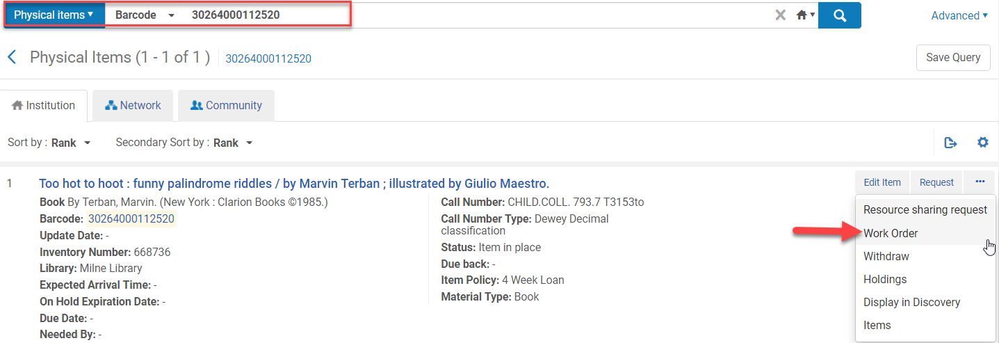 Physical items Barcode 30264000112520 Advanced
Physical Items (1 - 1 of 1 ) 30264000112520 Save Query
Institution Network Community
Sort by : Rank Secondary Sort by : Rank
1 Too hot to hoot : funny palindrome riddles / by Marvin Terban ; illustrated by Giulio Maestro. Edit Item Request ...
Book By Terban, Marvin. (New York : Clarion Books ©1985.)
Barcode: 30264000112520
Update Date: -
Inventory Number: 668736
Library: Milne Library
Expected Arrival Time: -
On Hold Expiration Date: -
Due Date: -
Needed By: -
Call Number: CHILD.COLL. 793.7 T3153to
Call Number Type: Dewey Decimal
classification
Status: Item in place
Due back: -
Item Policy: 4 Week Loan
Material Type: Book
Resource sharing request
Work Order
Withdraw
Holdings
Display in Discovery
Items